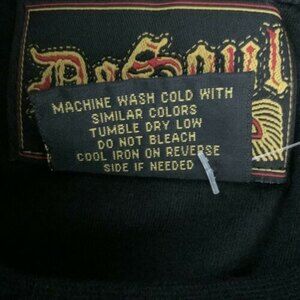 DeSoul
MACHINE WASH COLD WITH
SIMILAR COLORS
TUMBLE DRY LOW
DO NOT BLEACH
COOL IRON ON REVERSE
SIDE IF NEEDED